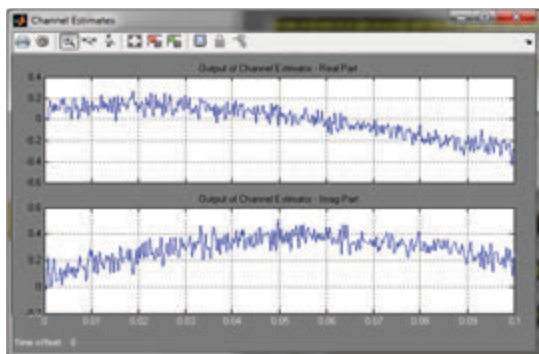 Channel Estimates
Output of Channel Estimator - Real Part
0.4
0.2
0
-0.2
-0.4
-0.6
Output of Channel Estimator - Imag Part
0.6
0.4
0.2
0
-0.2
0 0.01 0.02 0.03 0.04 0.05 0.06 0.07 0.08 0.09 0.1
Time offset: 0